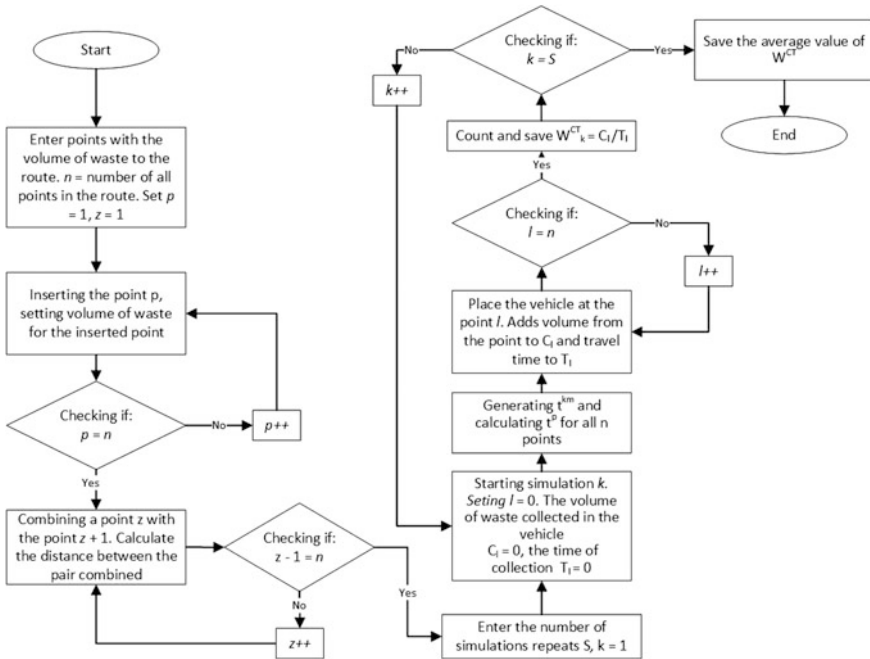 Start
Enter points with the
volume of waste to the
route. n = number of all
points in the route. Set p
= 1, z = 1
Inserting the point p,
setting volume of waste
for the inserted point
Checking if:
p = n
No
p++
Yes
Combining a point z with
the point z + 1. Calculate
the distance between the
pair combined
Checking if:
z - 1 = n
No
z++
Yes
Enter the number of
simulations repeats S, k = 1
Starting simulation k.
Seting l = 0. The volume
of waste collected in the
vehicle
Cₗ = 0, the time of
collection Tₗ = 0
Generating tᵏᵐ and
calculating tᵖ for all n
points
Place the vehicle at the
point l. Adds volume from
the point to Cₗ and travel
time to Tₗ
Checking if:
l = n
No
l++
Yes
Count and save W^CT_k = Cₗ/Tₗ
Checking if:
k = S
No
k++
Yes
Save the average value of
W^CT
End